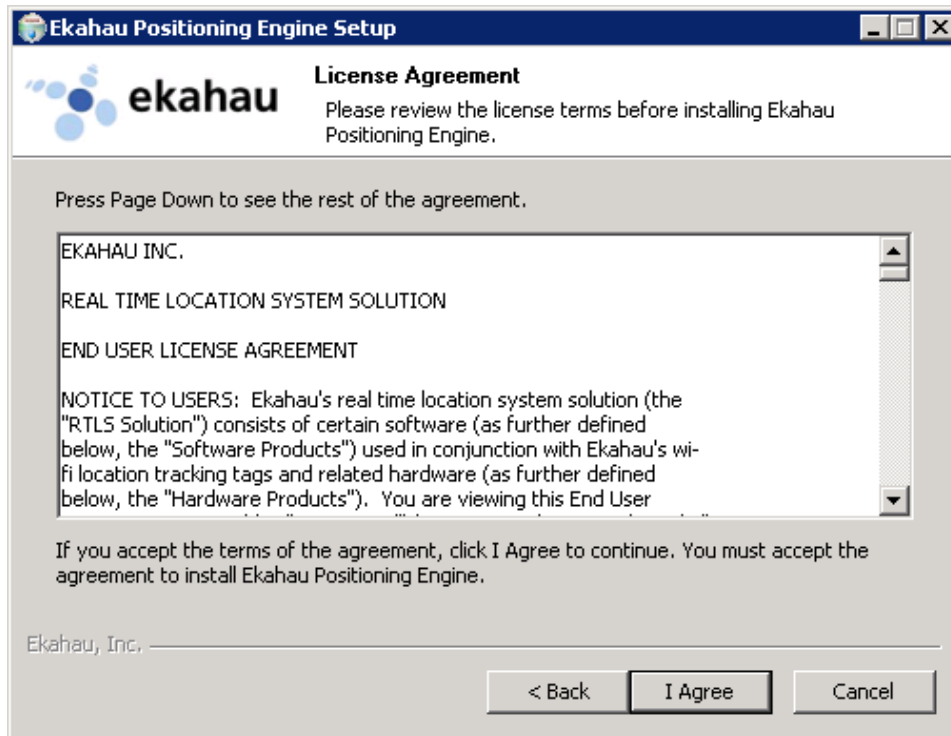 Ekahau Positioning Engine Setup
ekahau
License Agreement
Please review the license terms before installing Ekahau
Positioning Engine.
Press Page Down to see the rest of the agreement.
EKAHAU INC.
REAL TIME LOCATION SYSTEM SOLUTION
END USER LICENSE AGREEMENT
NOTICE TO USERS:  Ekahau's real time location system solution (the
"RTLS Solution") consists of certain software (as further defined
below, the "Software Products") used in conjunction with Ekahau's wi-
fi location tracking tags and related hardware (as further defined
below, the "Hardware Products").  You are viewing this End User
If you accept the terms of the agreement, click I Agree to continue. You must accept the
agreement to install Ekahau Positioning Engine.
Ekahau, Inc.
< Back
I Agree
Cancel